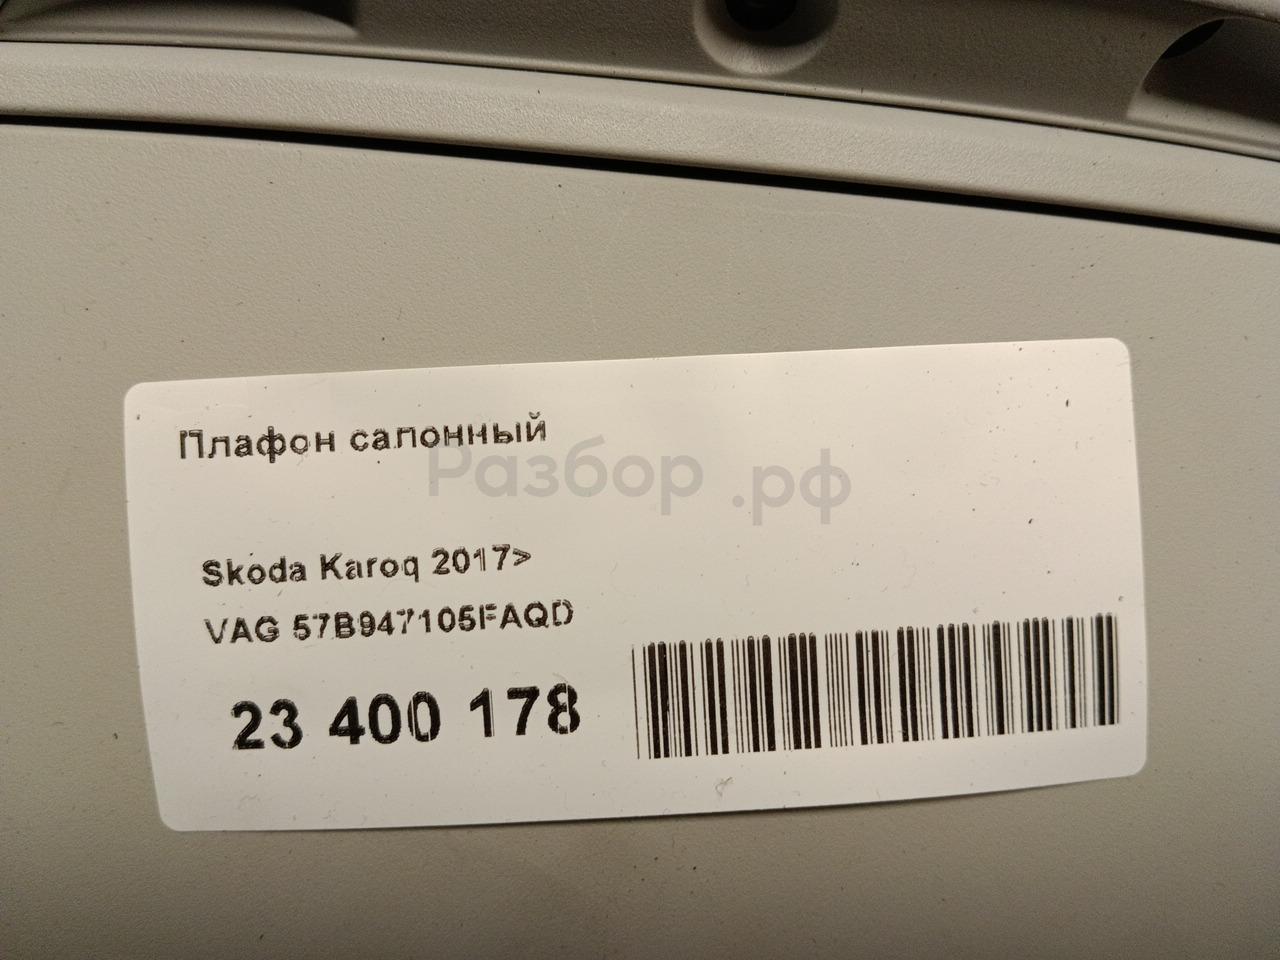 Плафон салонный
Разбор.рф
Skoda Karoq 2017>
VAG 57B947105FAQD
23 400 178